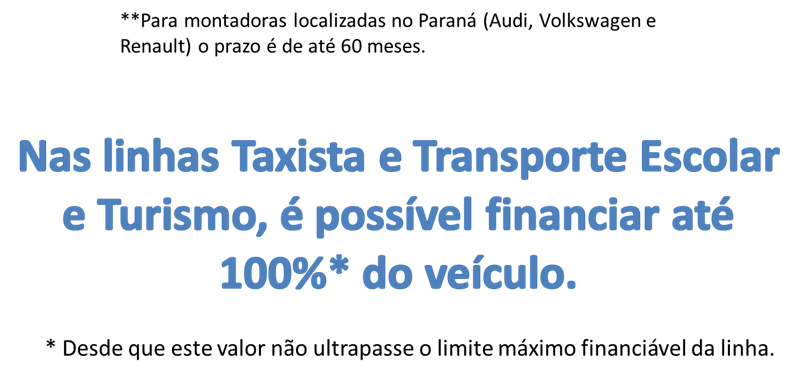 **Para montadoras localizadas no Paraná (Audi, Volkswagen e
Renault) o prazo é de até 60 meses.
Nas linhas Taxista e Transporte Escolar
e Turismo, é possível financiar até
100%* do veículo.
* Desde que este valor não ultrapasse o limite máximo financiável da linha.